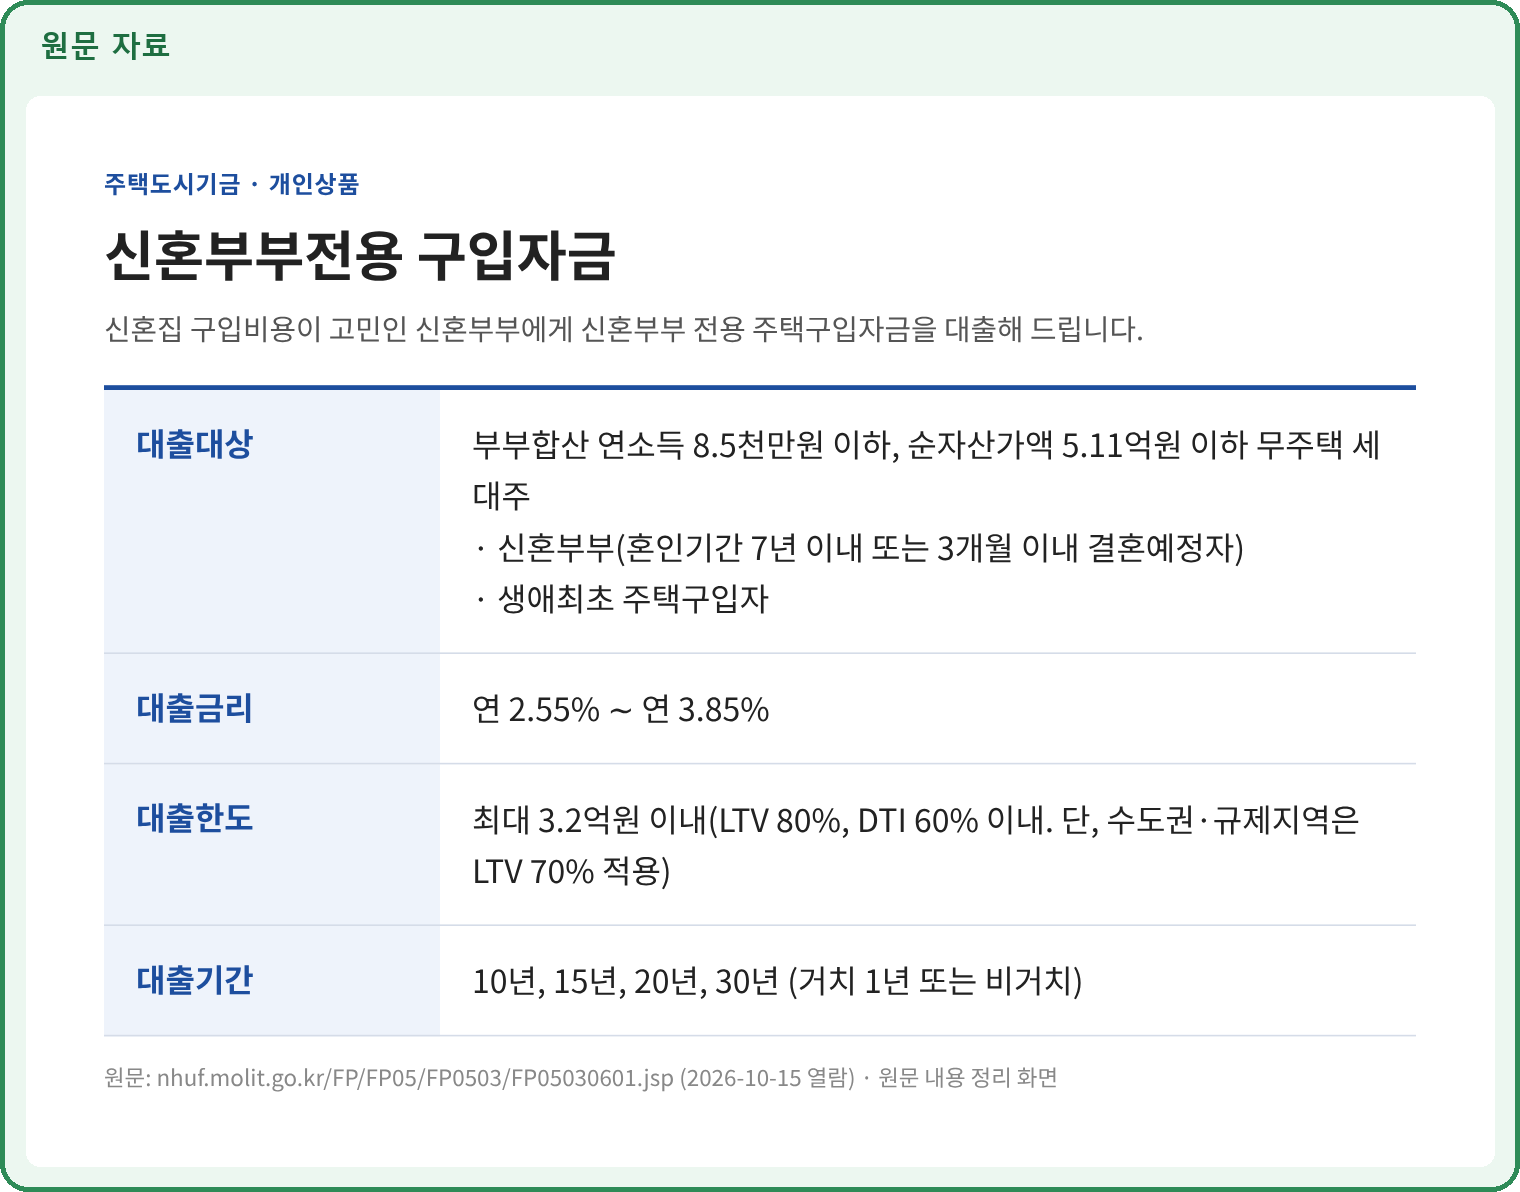 원문 자료
주택도시기금 · 개인상품
신혼부부전용 구입자금
신혼집 구입비용이 고민인 신혼부부에게 신혼부부 전용 주택구입자금을 대출해 드립니다.
대출대상
부부합산 연소득 8.5천만원 이하, 순자산가액 5.11억원 이하 무주택 세
대주
· 신혼부부(혼인기간 7년 이내 또는 3개월 이내 결혼예정자)
· 생애최초 주택구입자
대출금리
연 2.55% ~ 연 3.85%
대출한도
최대 3.2억원 이내(LTV 80%, DTI 60% 이내. 단, 수도권·규제지역은
LTV 70% 적용)
대출기간
10년, 15년, 20년, 30년 (거치 1년 또는 비거치)
원문: nhuf.molit.go.kr/FP/FP05/FP0503/FP05030601.jsp (2026-10-15 열람) · 원문 내용 정리 화면